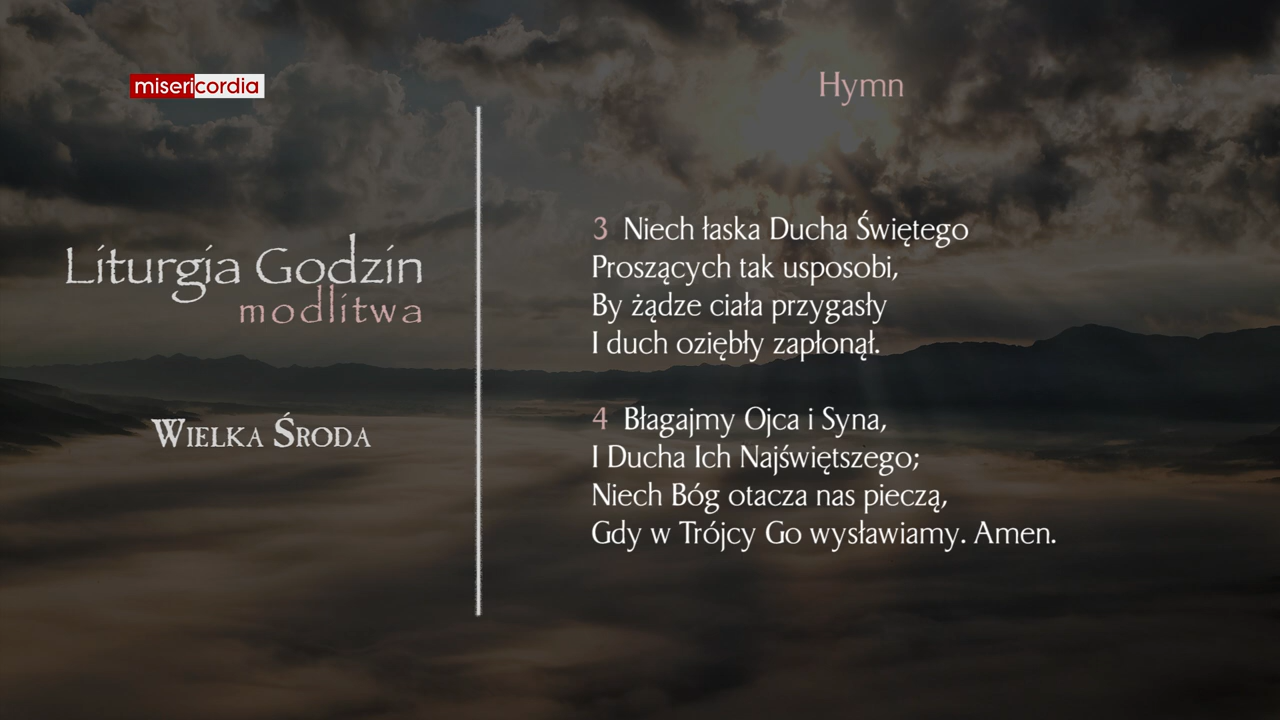 misericordia
Liturgia Godzin
modlitwa
Wielka Środa
Hymn
3 Niech łaska Ducha Świętego
Proszących tak usposobi,
By żądze ciała przygasły
I duch oziębły zapłonął.
4 Błagajmy Ojca i Syna,
I Ducha Ich Najświętszego;
Niech Bóg otacza nas pieczą,
Gdy w Trójcy Go wysławiamy. Amen.